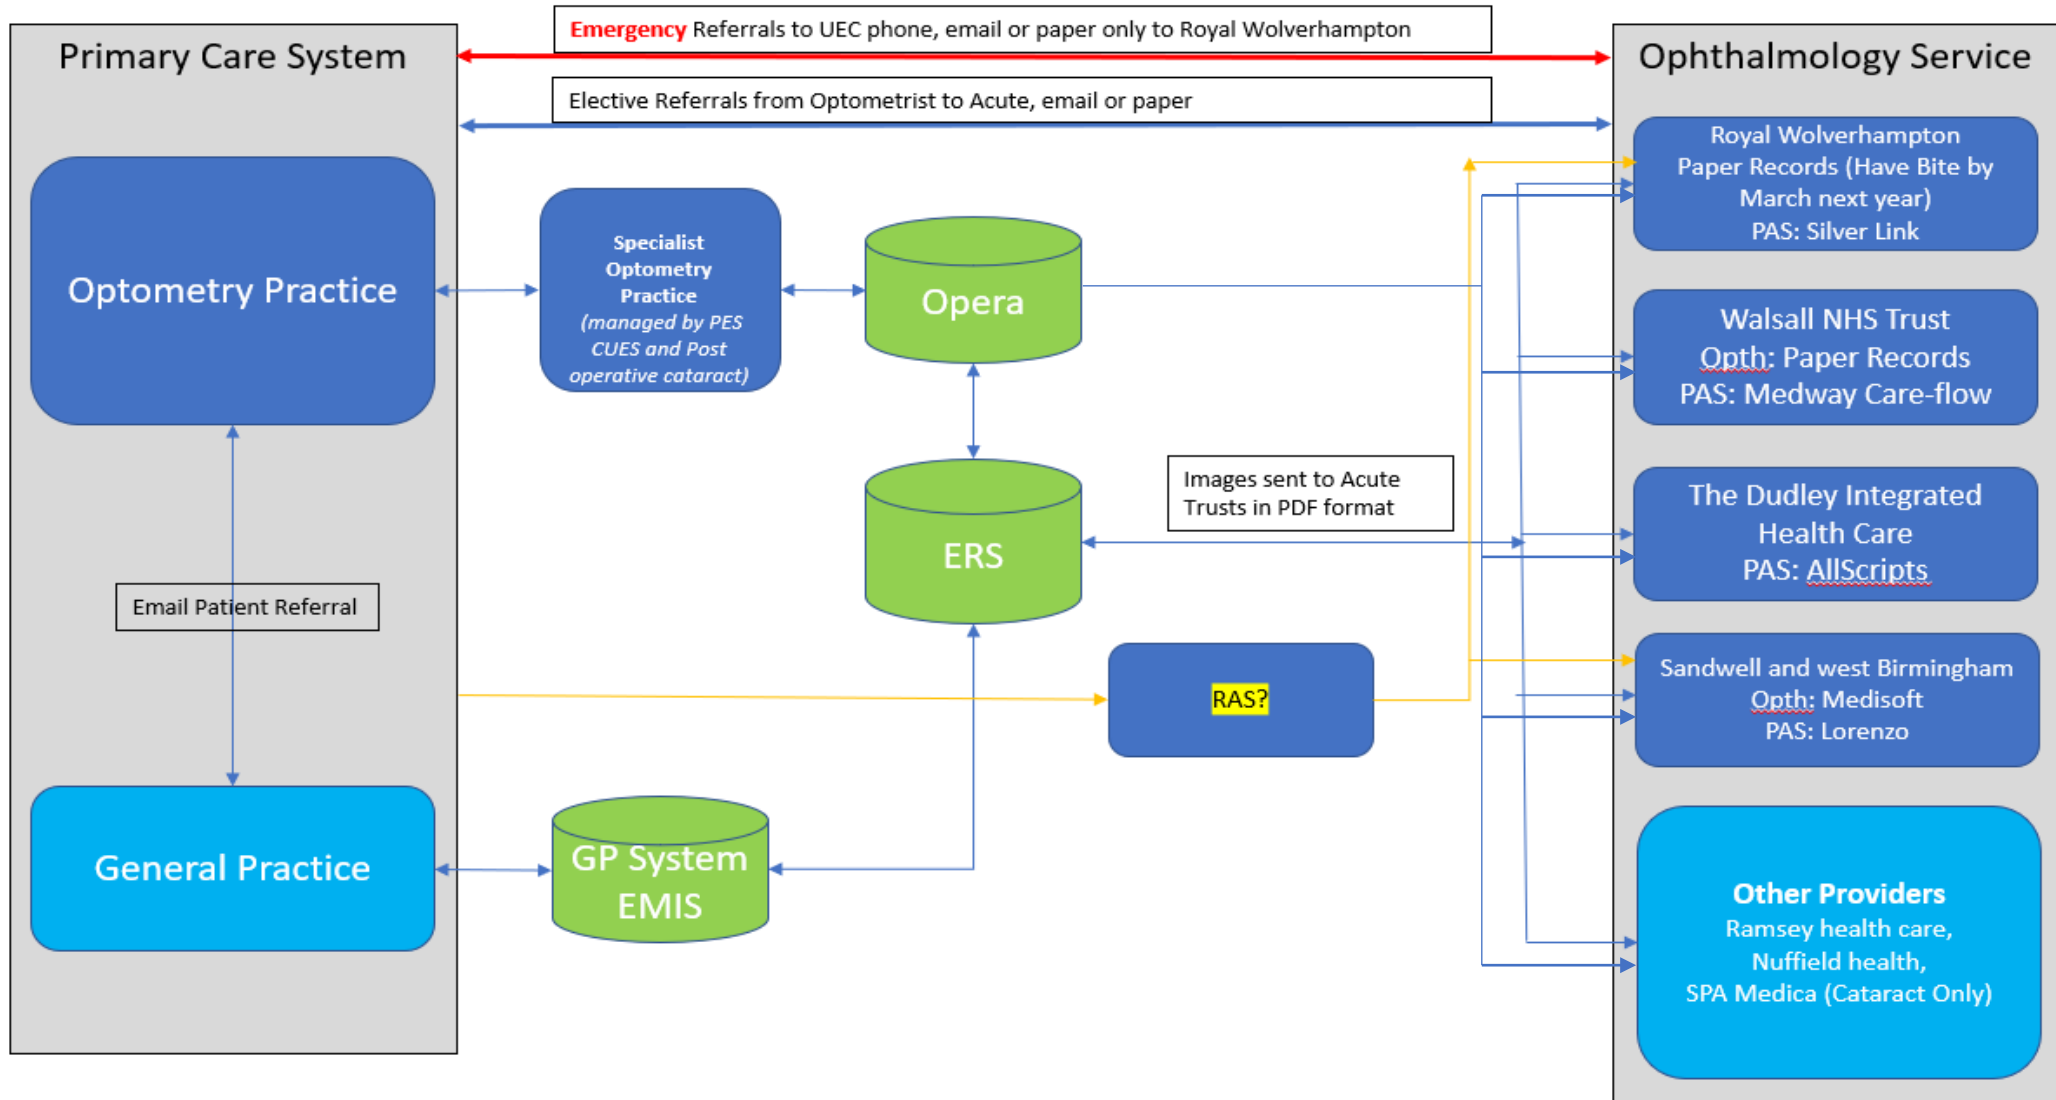 Emergency Referrals to UEC phone, email or paper only to Royal Wolverhampton
Primary Care System
Ophthalmology Service
Elective Referrals from Optometrist to Acute, email or paper
Optometry Practice
Specialist
Optometry
Practice
(managed by PES
CUES and Post
operative cataract)
Opera
Royal Wolverhampton
Paper Records (Have Bite by
March next year)
PAS: Silver Link
Walsall NHS Trust
Opth: Paper Records
PAS: Medway Care-flow
Images sent to Acute
Trusts in PDF format
ERS
The Dudley Integrated
Health Care
PAS: AllScripts
Email Patient Referral
RAS?
Sandwell and west Birmingham
Opth: Medisoft
PAS: Lorenzo
General Practice
GP System
EMIS
Other Providers
Ramsey health care,
Nuffield health,
SPA Medica (Cataract Only)